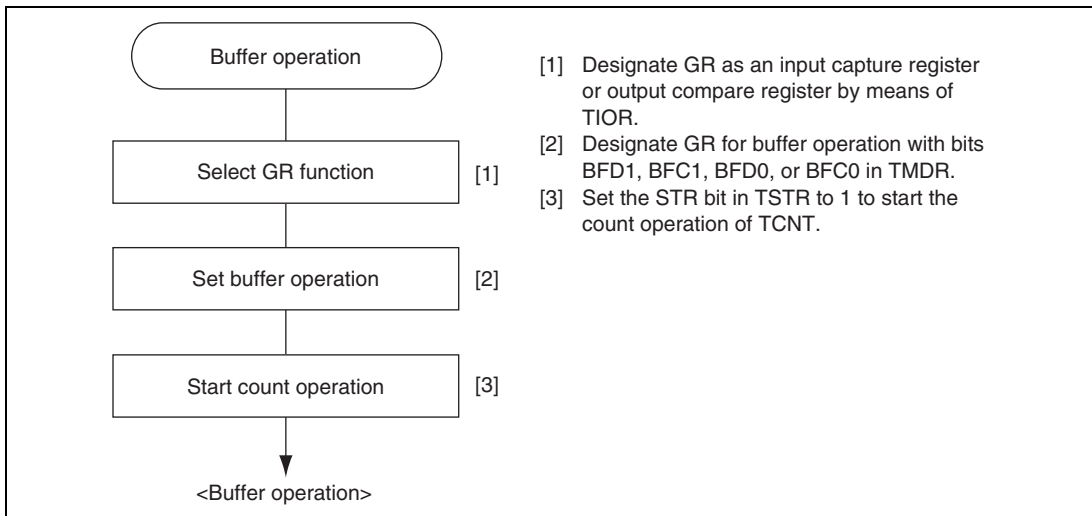 Buffer operation
Select GR function
[1]
Set buffer operation
[2]
Start count operation
[3]
<Buffer operation>
[1] Designate GR as an input capture register
or output compare register by means of
TIOR.
[2] Designate GR for buffer operation with bits
BFD1, BFC1, BFD0, or BFC0 in TMDR.
[3] Set the STR bit in TSTR to 1 to start the
count operation of TCNT.